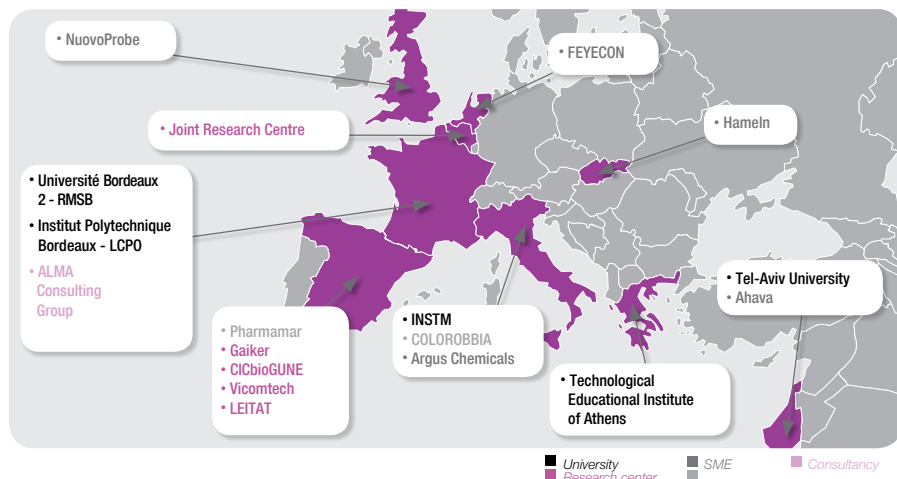 • NuovoProbe
• FEYECON
• Joint Research Centre
• Hameln
• Université Bordeaux
2 - RMSB
• Institut Polytechnique
Bordeaux - LCPO
• ALMA
Consulting
Group
• Tel-Aviv University
• Ahava
• Pharmamar
• Gaiker
• CICbioGUNE
• Vicomtech
• LEITAT
• INSTM
• COLOROBBIA
• Argus Chemicals
• Technological
Educational Institute
of Athens
University
SME
Consultancy
Research center